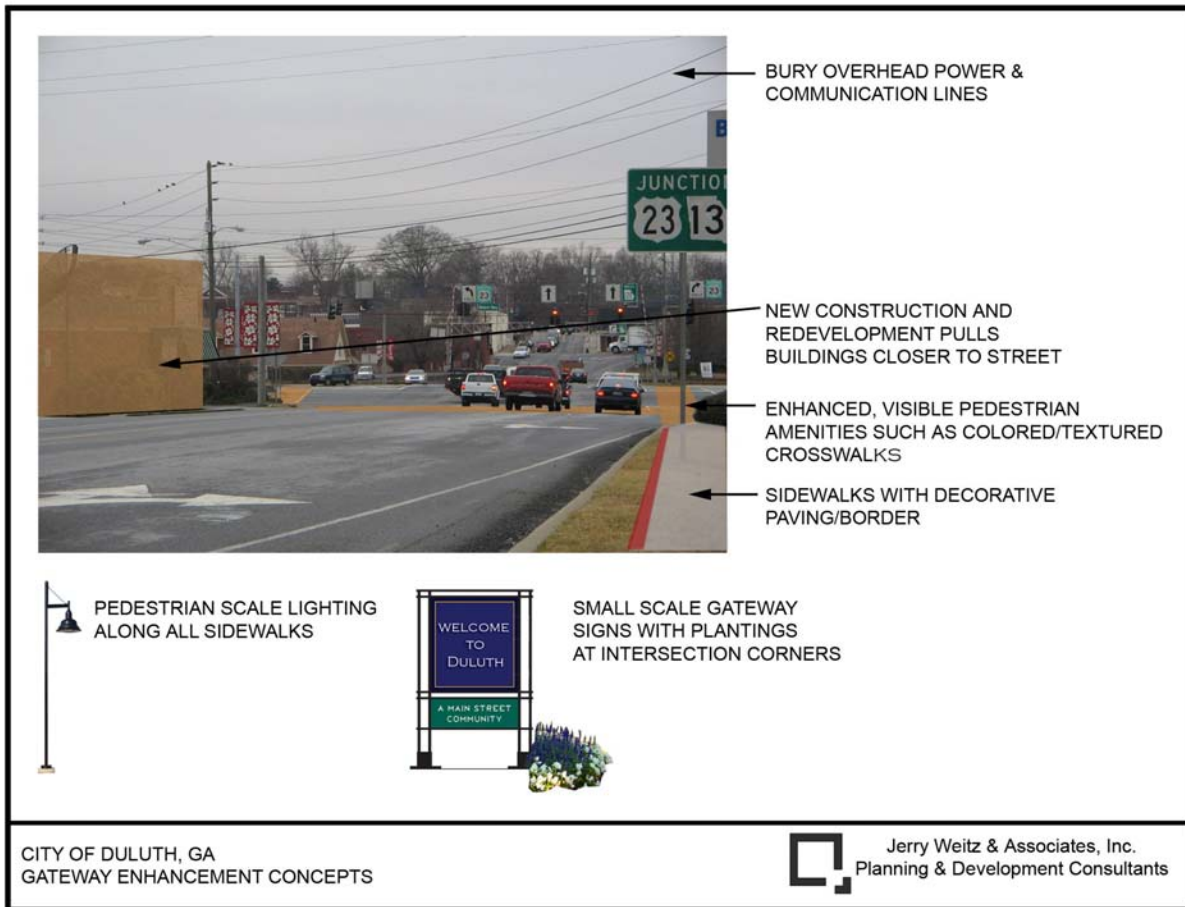 BURY OVERHEAD POWER &
COMMUNICATION LINES
JUNCTION
23 13
23
23
NEW CONSTRUCTION AND
REDEVELOPMENT PULLS
BUILDINGS CLOSER TO STREET
ENHANCED, VISIBLE PEDESTRIAN
AMENITIES SUCH AS COLORED/TEXTURED
CROSSWALKS
SIDEWALKS WITH DECORATIVE
PAVING/BORDER
PEDESTRIAN SCALE LIGHTING
ALONG ALL SIDEWALKS
WELCOME
TO
DULUTH
A MAIN STREET
COMMUNITY
SMALL SCALE GATEWAY
SIGNS WITH PLANTINGS
AT INTERSECTION CORNERS
CITY OF DULUTH, GA
GATEWAY ENHANCEMENT CONCEPTS
Jerry Weitz & Associates, Inc.
Planning & Development Consultants